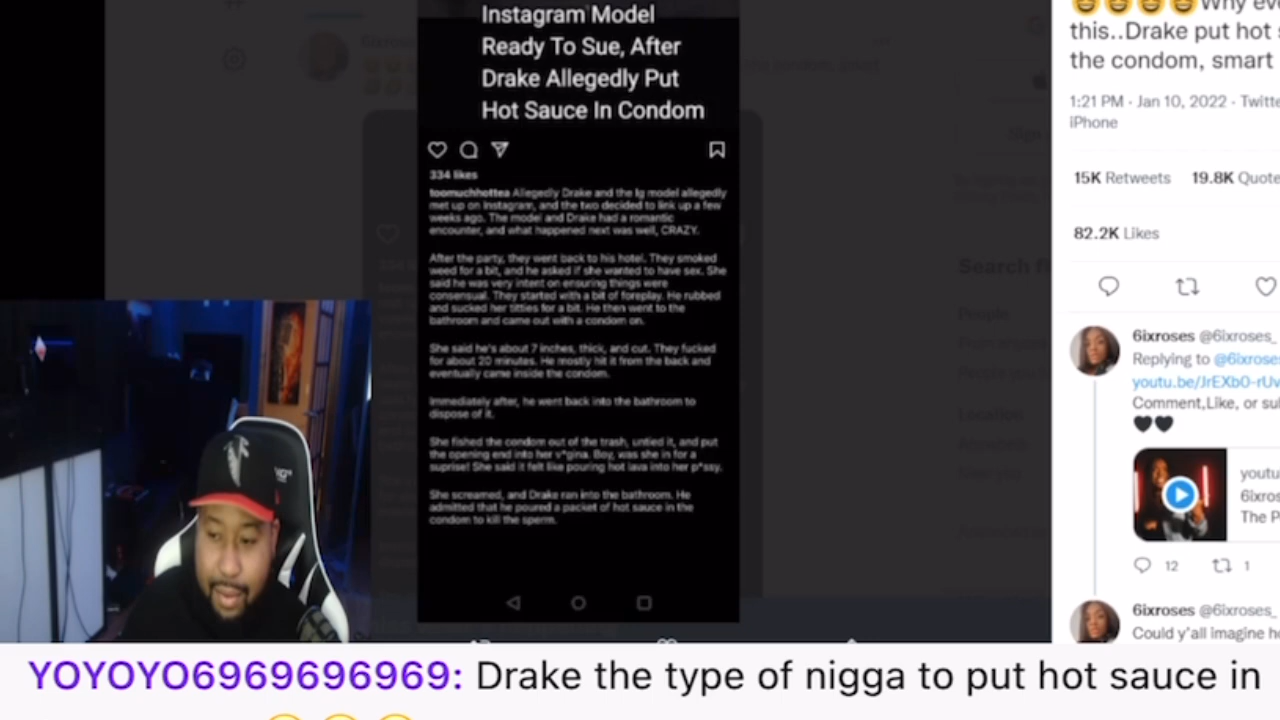 Instagram Model
Ready To Sue, After
Drake Allegedly Put
Hot Sauce In Condom
334 likes
toomuchhottea Allegedly Drake and the Ig model allegedly
met up on Instagram, and the two decided to link up a few
weeks ago. The model and Drake had a romantic
encounter, and what happened next was well, CRAZY.
After the party, they went back to his hotel. They smoked
weed for a bit, and he asked if she wanted to have sex. She
said he was very intent on ensuring things were
consensual. They started with a bit of foreplay. He rubbed
and sucked her titties for a bit. He then went to the
bathroom and came out with a condom on.
She said he's about 7 inches, thick, and cut. They fucked
for about 20 minutes. He mostly hit it from the back and
eventually came inside the condom.
Immediately after, he went back into the bathroom to
dispose of it.
She fished the condom out of the trash, untied it, and put
the opening end into her v*gina. Boy, was she in for a
suprise! She said it felt like pouring hot lava into her p*ssy.
She screamed, and Drake ran into the bathroom. He
admitted that he poured a packet of hot sauce in the
condom to kill the sperm.
Why eve
this..Drake put hot s
the condom, smart
1:21 PM · Jan 10, 2022 · Twitte
iPhone
15K Retweets 19.8K Quote
82.2K Likes
6ixroses @6ixroses_
Replying to @6ixrose
youtu.be/JrEXb0-rUv
Comment,Like, or su
youtu
6ixros
The P
12 1
6ixroses @6ixroses_
Could y'all imagine h
YOYOYO6969696969: Drake the type of nigga to put hot sauce in